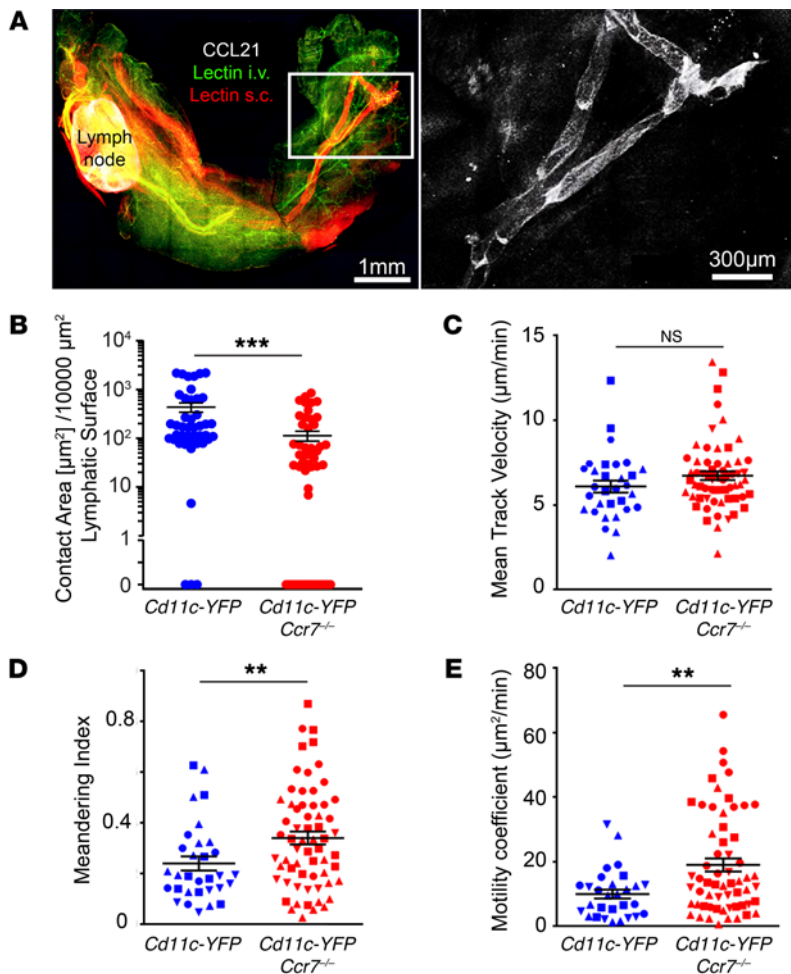 A
CCL21
Lectin i.v.
Lectin s.c.
Lymph
node
1mm
300µm
B
Contact Area [µm²] /10000 µm²
Lymphatic Surface
10⁴
10³
10²
10
1
0
***
Cd11c-YFP
Cd11c-YFP
Ccr7⁻/⁻
C
Mean Track Velocity (µm/min)
15
10
5
0
NS
Cd11c-YFP
Cd11c-YFP
Ccr7⁻/⁻
D
Meandering Index
0.8
0.4
0
**
Cd11c-YFP
Cd11c-YFP
Ccr7⁻/⁻
E
Motility coefficient (µm²/min)
80
60
40
20
0
**
Cd11c-YFP
Cd11c-YFP
Ccr7⁻/⁻